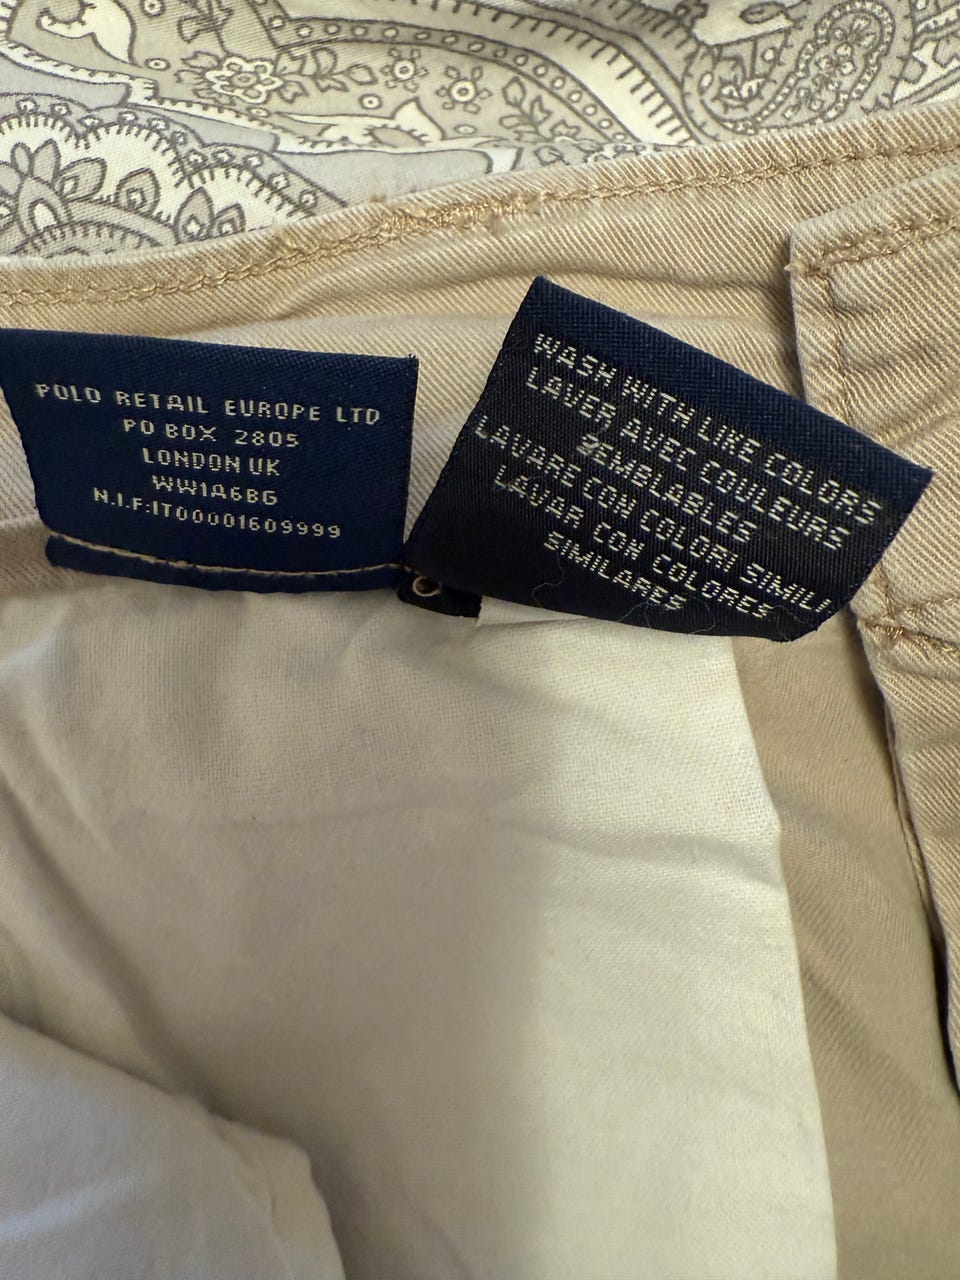 POLO RETAIL EUROPE LTD
PO BOX 2805
LONDON UK
WW1A6BG
N.I.F:IT00001609999
WASH WITH LIKE COLORS
LAVER AVEC COULEURS
SEMBLABLES
LAVARE CON COLORI SIMILI
LAVAR CON COLORES
SIMILARES